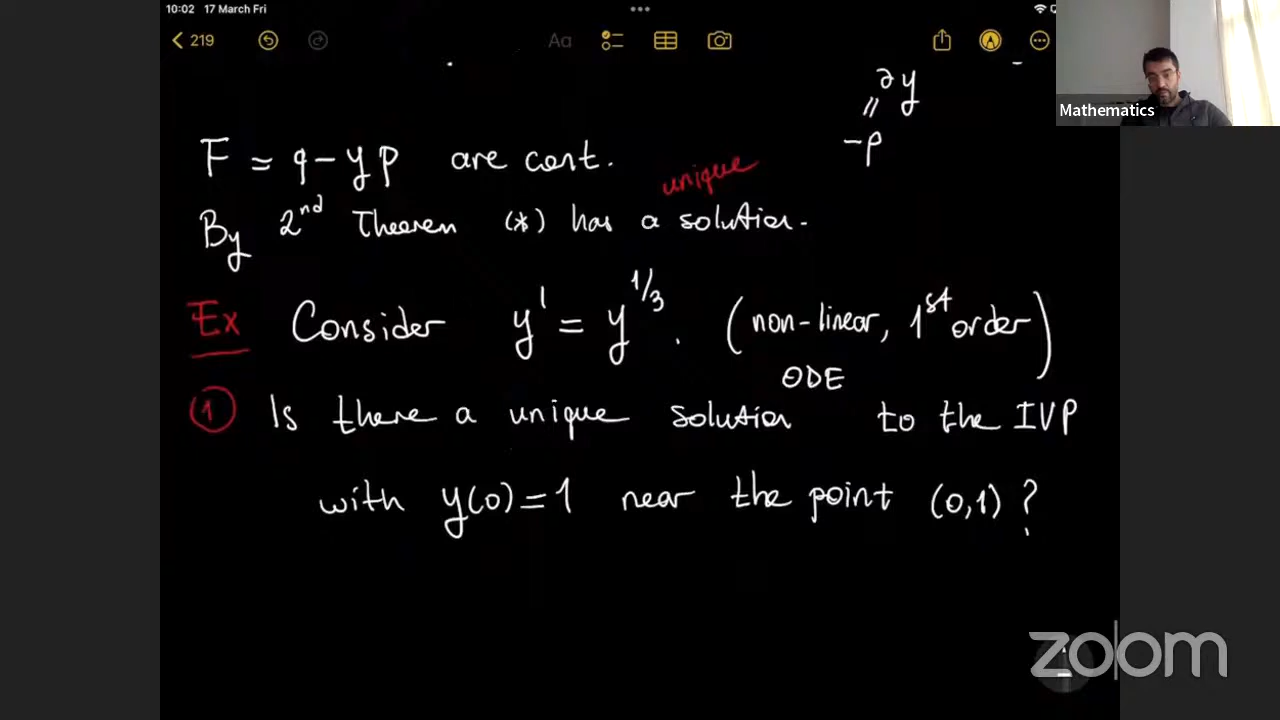 10:02 17 March Fri
219
Aa
Mathematics
∂y
=
-p
F = q - yp are cont.
unique
By 2nd Theorem (*) has a solution.
Ex Consider y' = y^1/3. (non-linear, 1st order)
ODE
① Is there a unique solution to the IVP
with y(0)=1 near the point (0,1)?
zoom